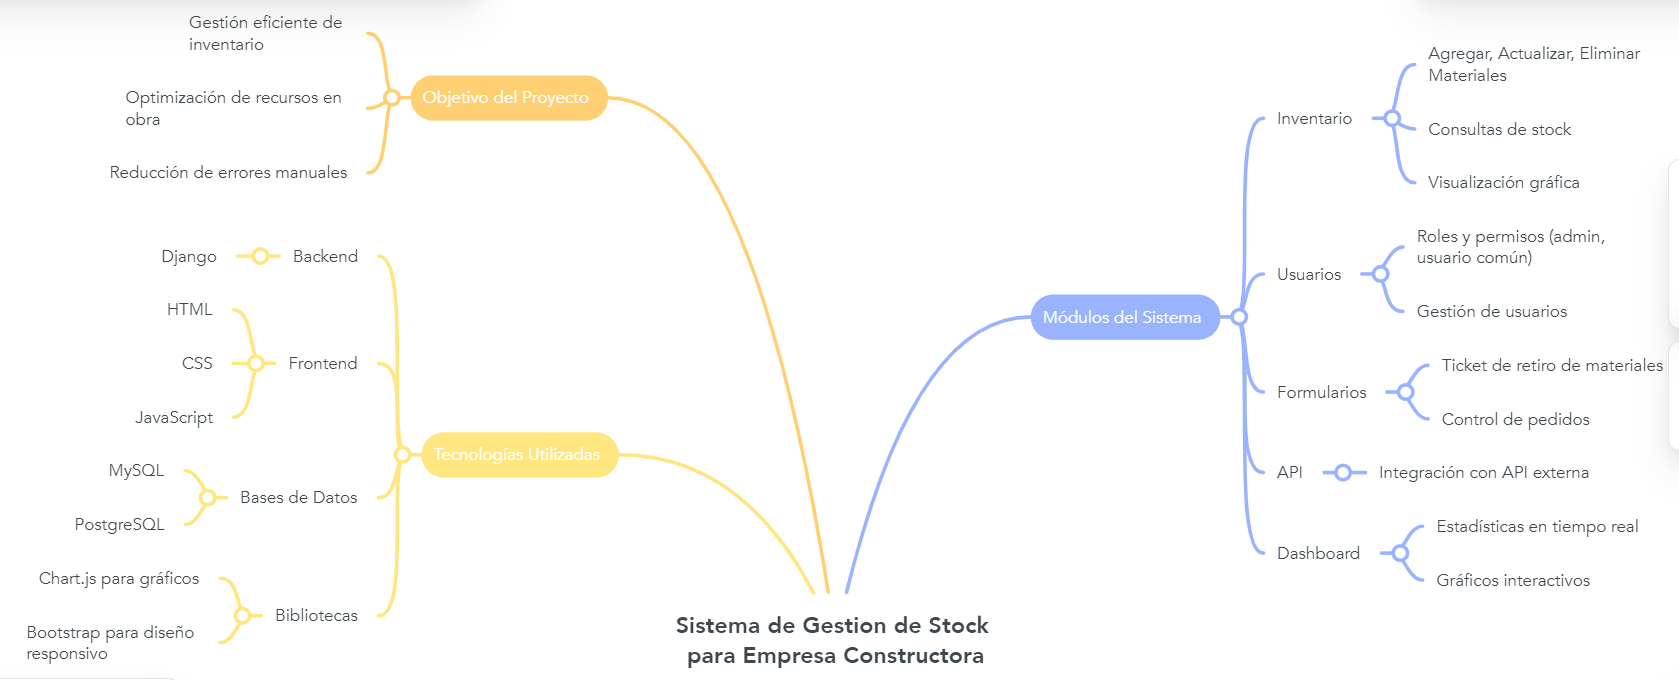 Gestión eficiente de
inventario
Optimización de recursos en
obra
Reducción de errores manuales
Objetivo del Proyecto
Django
Backend
HTML
CSS
JavaScript
Frontend
MySQL
PostgreSQL
Bases de Datos
Chart.js para gráficos
Bootstrap para diseño
responsivo
Bibliotecas
Tecnologías Utilizadas
Sistema de Gestion de Stock
para Empresa Constructora
Módulos del Sistema
Inventario
Agregar, Actualizar, Eliminar
Materiales
Consultas de stock
Visualización gráfica
Usuarios
Roles y permisos (admin,
usuario común)
Gestión de usuarios
Formularios
Ticket de retiro de materiales
Control de pedidos
API
Integración con API externa
Dashboard
Estadísticas en tiempo real
Gráficos interactivos